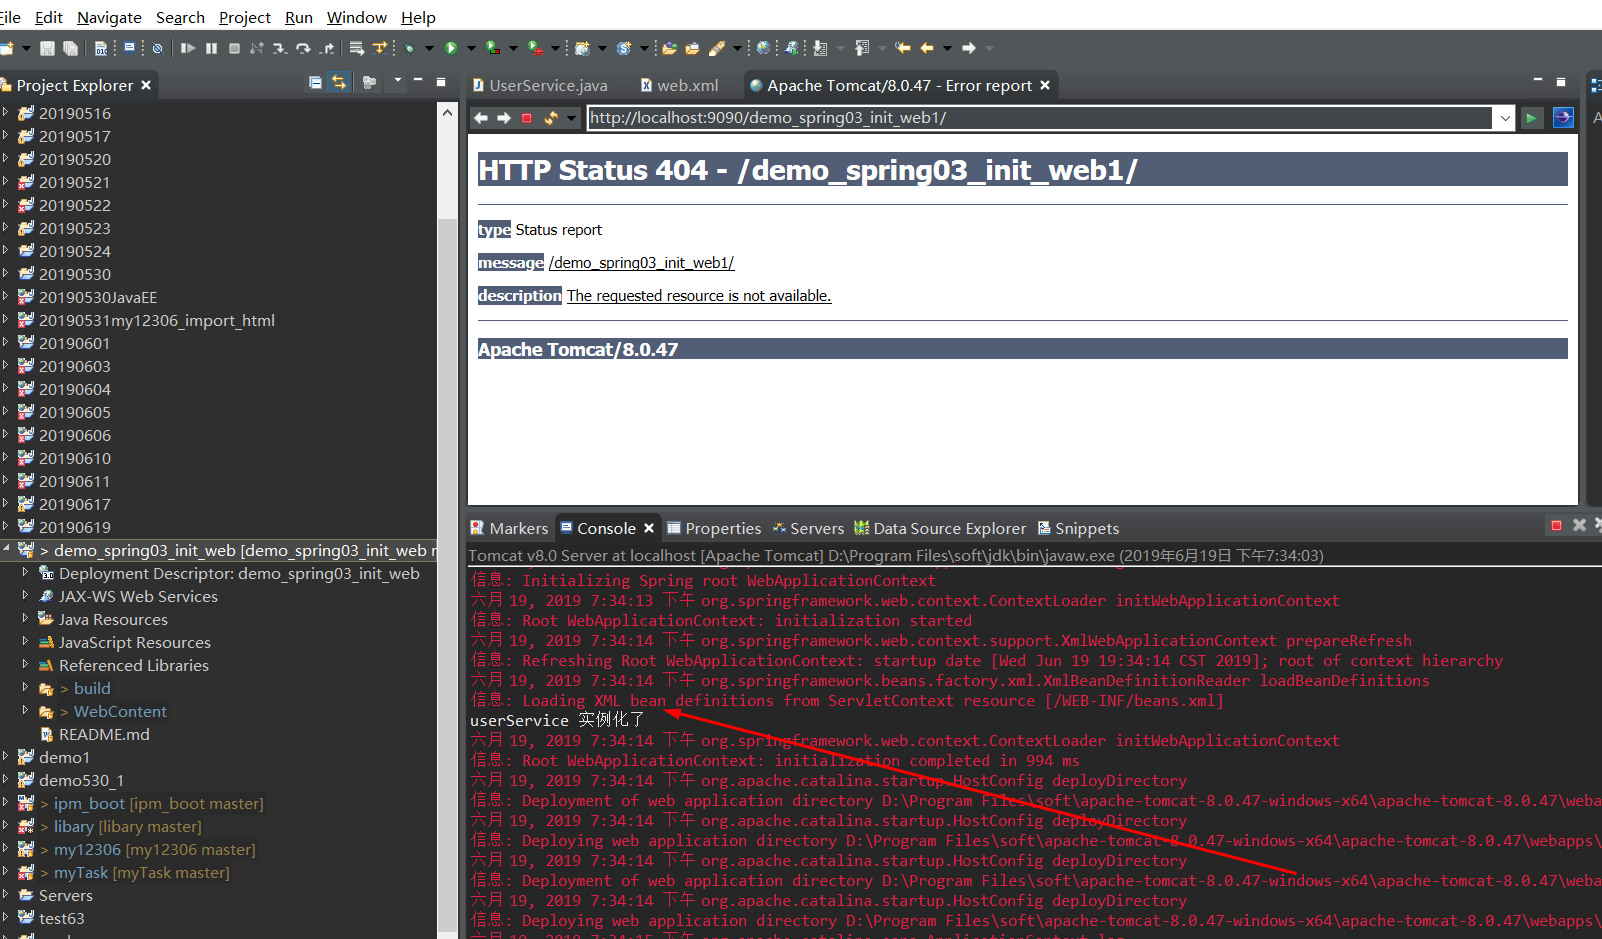 File Edit Navigate Search Project Run Window Help
Project Explorer
20190516
20190517
20190520
20190521
20190522
20190523
20190524
20190530
20190530JavaEE
20190531my12306_import_html
20190601
20190603
20190604
20190605
20190606
20190610
20190611
20190617
20190619
> demo_spring03_init_web [demo_spring03_init_web
Deployment Descriptor: demo_spring03_init_web
JAX-WS Web Services
Java Resources
JavaScript Resources
Referenced Libraries
> build
> WebContent
README.md
demo1
demo530_1
> ipm_boot [ipm_boot master]
> libary [libary master]
> my12306 [my12306 master]
> myTask [myTask master]
Servers
test63
UserService.java web.xml Apache Tomcat/8.0.47 - Error report
http://localhost:9090/demo_spring03_init_web1/
HTTP Status 404 - /demo_spring03_init_web1/
type Status report
message /demo_spring03_init_web1/
description The requested resource is not available.
Apache Tomcat/8.0.47
Markers Console Properties Servers Data Source Explorer Snippets
Tomcat v8.0 Server at localhost [Apache Tomcat] D:\Program Files\soft\jdk\bin\javaw.exe (2019年6月19日 下午7:34:03)
信息: Initializing Spring root WebApplicationContext
六月 19, 2019 7:34:13 下午 org.springframework.web.context.ContextLoader initWebApplicationContext
信息: Root WebApplicationContext: initialization started
六月 19, 2019 7:34:14 下午 org.springframework.web.context.support.XmlWebApplicationContext prepareRefresh
信息: Refreshing Root WebApplicationContext: startup date [Wed Jun 19 19:34:14 CST 2019]; root of context hierarchy
六月 19, 2019 7:34:14 下午 org.springframework.beans.factory.xml.XmlBeanDefinitionReader loadBeanDefinitions
信息: Loading XML bean definitions from ServletContext resource [/WEB-INF/beans.xml]
userService 实例化了
六月 19, 2019 7:34:14 下午 org.springframework.web.context.ContextLoader initWebApplicationContext
信息: Root WebApplicationContext: initialization completed in 994 ms
六月 19, 2019 7:34:14 下午 org.apache.catalina.startup.HostConfig deployDirectory
信息: Deployment of web application directory D:\Program Files\soft\apache-tomcat-8.0.47-windows-x64\apache-tomcat-8.0.47\weba
六月 19, 2019 7:34:14 下午 org.apache.catalina.startup.HostConfig deployDirectory
信息: Deploying web application directory D:\Program Files\soft\apache-tomcat-8.0.47-windows-x64\apache-tomcat-8.0.47\webapps\
六月 19, 2019 7:34:14 下午 org.apache.catalina.startup.HostConfig deployDirectory
信息: Deployment of web application directory D:\Program Files\soft\apache-tomcat-8.0.47-windows-x64\apache-tomcat-8.0.47\weba
六月 19, 2019 7:34:14 下午 org.apache.catalina.startup.HostConfig deployDirectory
信息: Deploying web application directory D:\Program Files\soft\apache-tomcat-8.0.47-windows-x64\apache-tomcat-8.0.47\webapps\